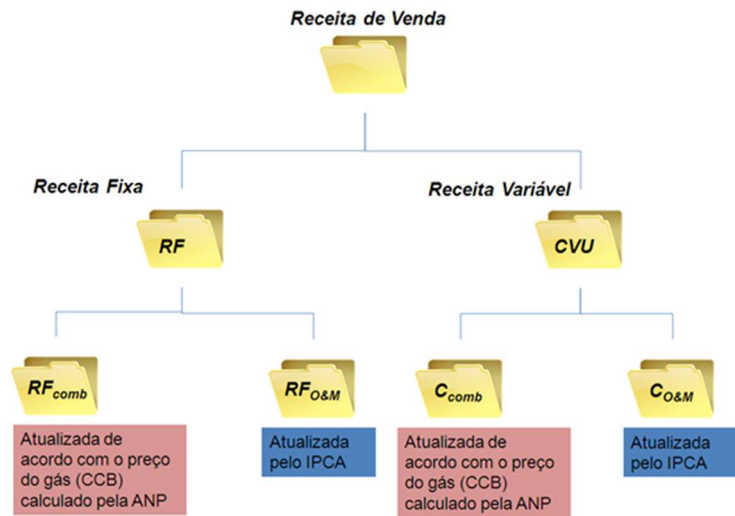 Receita de Venda
Receita Fixa
Receita Variável
RF
CVU
RFcomb
RFO&M
Ccomb
CO&M
Atualizada de
acordo com o preço
do gás (CCB)
calculado pela ANP
Atualizada
pelo IPCA
Atualizada de
acordo com o preço
do gás (CCB)
calculado pela ANP
Atualizada
pelo IPCA